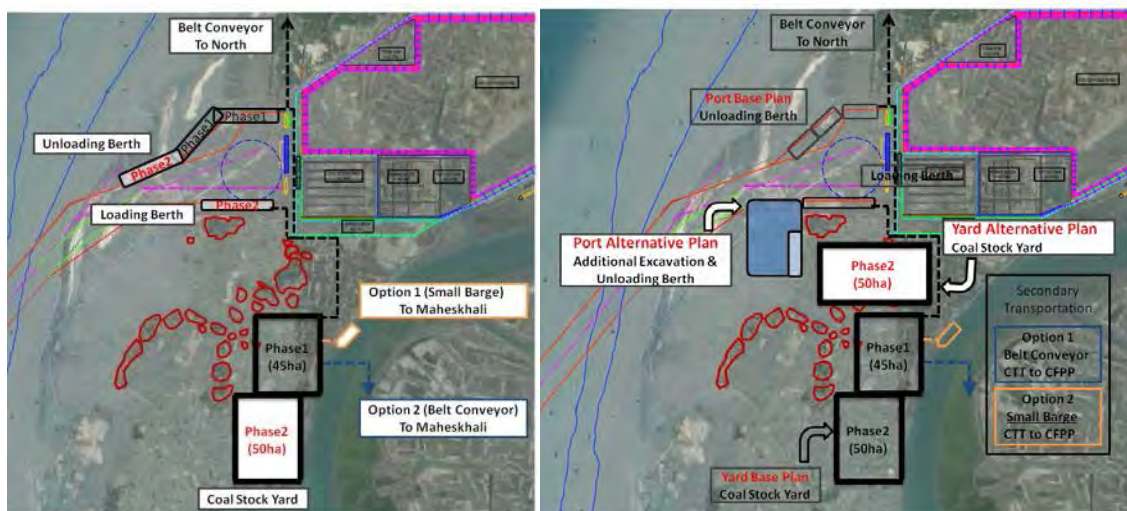 Belt Conveyor
To North
Unloading Berth
Phase1
Phase1
Phase2
Loading Berth
Phase2
Option 1 (Small Barge)
To Maheskhali
Phase1
(45ha)
Option 2 (Belt Conveyor)
To Maheskhali
Phase2
(50ha)
Coal Stock Yard
Belt Conveyor
To North
Port Base Plan
Unloading Berth
Loading Berth
Port Alternative Plan
Additional Excavation &
Unloading Berth
Yard Alternative Plan
Coal Stock Yard
Phase2
(50ha)
Secondary
Transportation
Option 1
Belt Conveyor
CTT to CFPP
Option 2
Small Barge
CTT to CFPP
Phase1
(45ha)
Phase2
(50ha)
Yard Base Plan
Coal Stock Yard